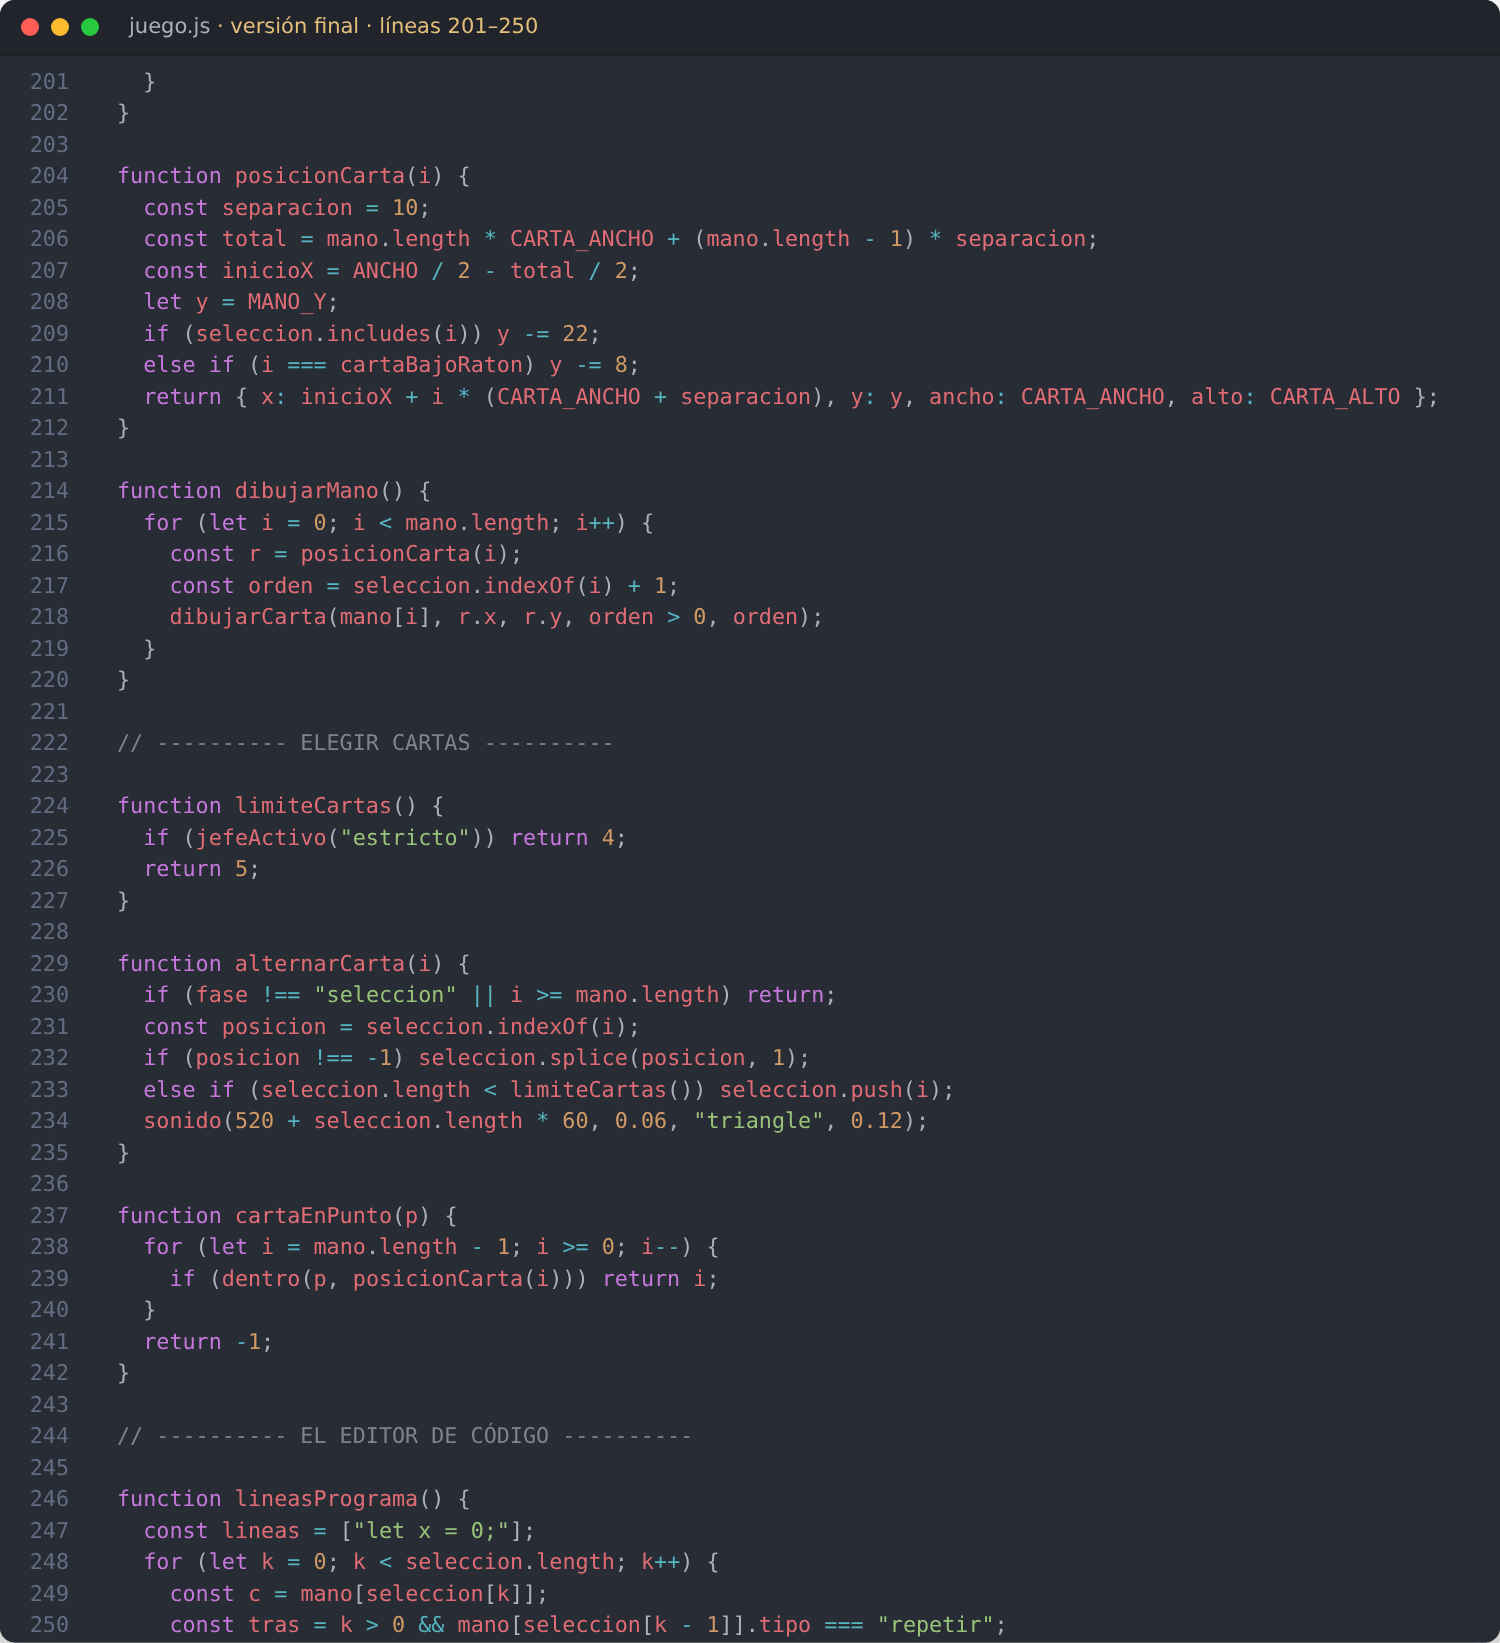 juego.js · versión final · líneas 201–250
201     }
202 }
203
204 function posicionCarta(i) {
205   const separacion = 10;
206   const total = mano.length * CARTA_ANCHO + (mano.length - 1) * separacion;
207   const inicioX = ANCHO / 2 - total / 2;
208   let y = MANO_Y;
209   if (seleccion.includes(i)) y -= 22;
210   else if (i === cartaBajoRaton) y -= 8;
211   return { x: inicioX + i * (CARTA_ANCHO + separacion), y: y, ancho: CARTA_ANCHO, alto: CARTA_ALTO };
212 }
213
214 function dibujarMano() {
215   for (let i = 0; i < mano.length; i++) {
216     const r = posicionCarta(i);
217     const orden = seleccion.indexOf(i) + 1;
218     dibujarCarta(mano[i], r.x, r.y, orden > 0, orden);
219   }
220 }
221
222 // ---------- ELEGIR CARTAS ----------
223
224 function limiteCartas() {
225   if (jefeActivo("estricto")) return 4;
226   return 5;
227 }
228
229 function alternarCarta(i) {
230   if (fase !== "seleccion" || i >= mano.length) return;
231   const posicion = seleccion.indexOf(i);
232   if (posicion !== -1) seleccion.splice(posicion, 1);
233   else if (seleccion.length < limiteCartas()) seleccion.push(i);
234   sonido(520 + seleccion.length * 60, 0.06, "triangle", 0.12);
235 }
236
237 function cartaEnPunto(p) {
238   for (let i = mano.length - 1; i >= 0; i--) {
239     if (dentro(p, posicionCarta(i))) return i;
240   }
241   return -1;
242 }
243
244 // ---------- EL EDITOR DE CÓDIGO ----------
245
246 function lineasPrograma() {
247   const lineas = ["let x = 0;"];
248   for (let k = 0; k < seleccion.length; k++) {
249     const c = mano[seleccion[k]];
250     const tras = k > 0 && mano[seleccion[k - 1]].tipo === "repetir";